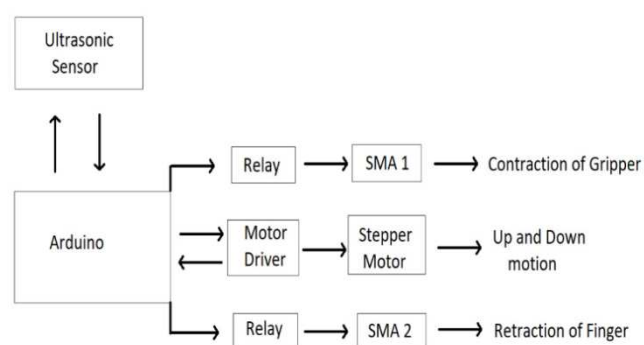 Ultrasonic
Sensor
Relay
SMA 1
Contraction of Gripper
Arduino
Motor
Driver
Stepper
Motor
Up and Down
motion
Relay
SMA 2
Retraction of Finger